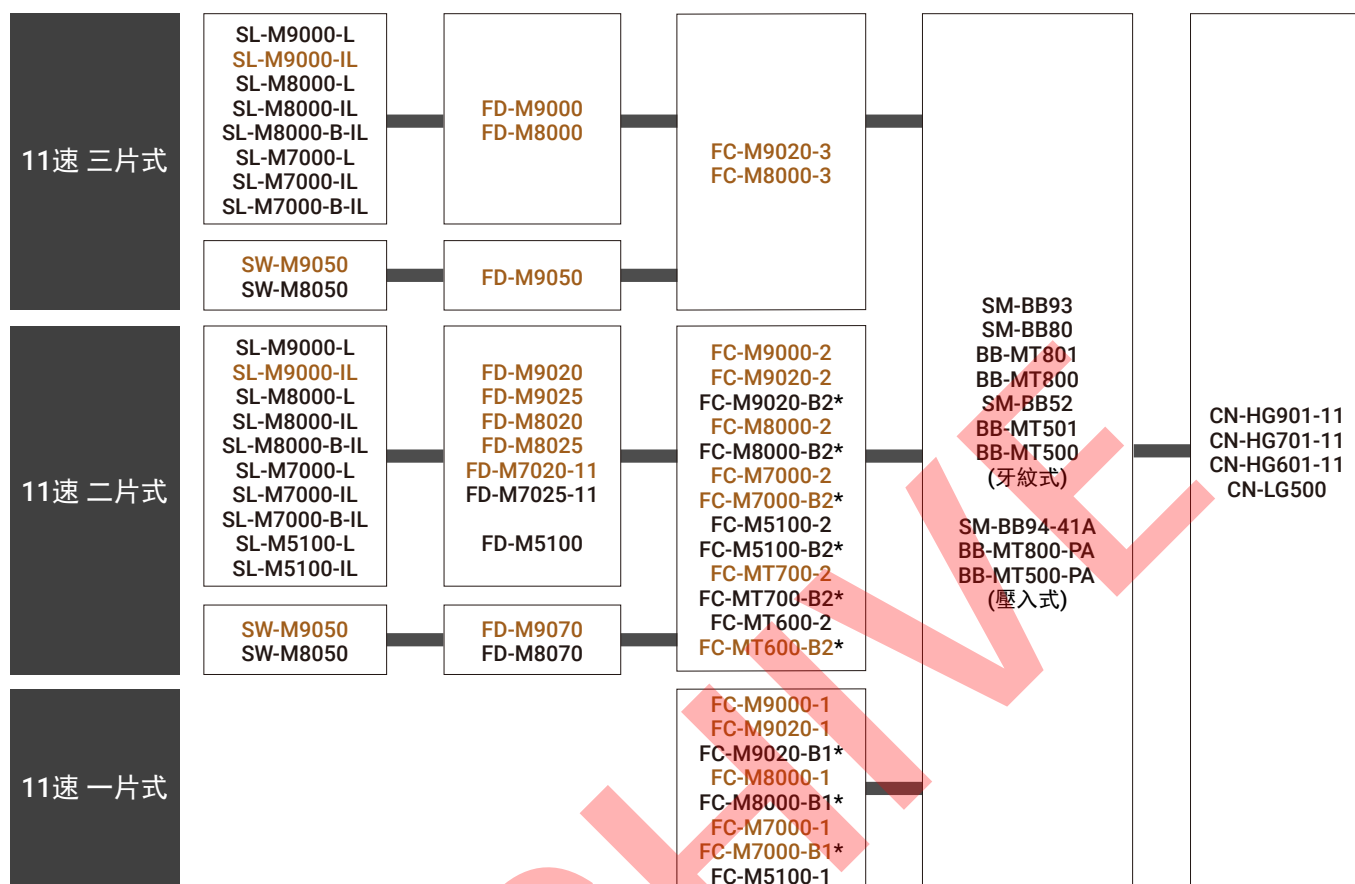 11速 三片式
SL-M9000-L
SL-M9000-IL
SL-M8000-L
SL-M8000-IL
SL-M8000-B-IL
SL-M7000-L
SL-M7000-IL
SL-M7000-B-IL
FD-M9000
FD-M8000
FC-M9020-3
FC-M8000-3
SW-M9050
SW-M8050
FD-M9050
11速 二片式
SL-M9000-L
SL-M9000-IL
SL-M8000-L
SL-M8000-IL
SL-M8000-B-IL
SL-M7000-L
SL-M7000-IL
SL-M7000-B-IL
SL-M5100-L
SL-M5100-IL
FD-M9020
FD-M9025
FD-M8020
FD-M8025
FD-M7020-11
FD-M7025-11
FD-M5100
SW-M9050
SW-M8050
FD-M9070
FD-M8070
FC-M9000-2
FC-M9020-2
FC-M9020-B2*
FC-M8000-2
FC-M8000-B2*
FC-M7000-2
FC-M7000-B2*
FC-M5100-2
FC-M5100-B2*
FC-MT700-2
FC-MT700-B2*
FC-MT600-2
FC-MT600-B2*
11速 一片式
FC-M9000-1
FC-M9020-1
FC-M9020-B1*
FC-M8000-1
FC-M8000-B1*
FC-M7000-1
FC-M7000-B1*
FC-M5100-1
SM-BB93
SM-BB80
BB-MT801
BB-MT800
SM-BB52
BB-MT501
BB-MT500
(牙紋式)
SM-BB94-41A
BB-MT800-PA
BB-MT500-PA
(壓入式)
CN-HG901-11
CN-HG701-11
CN-HG601-11
CN-LG500
HIVE